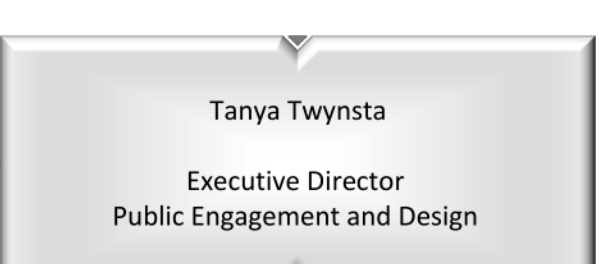 Tanya Twynsta
Executive Director
Public Engagement and Design